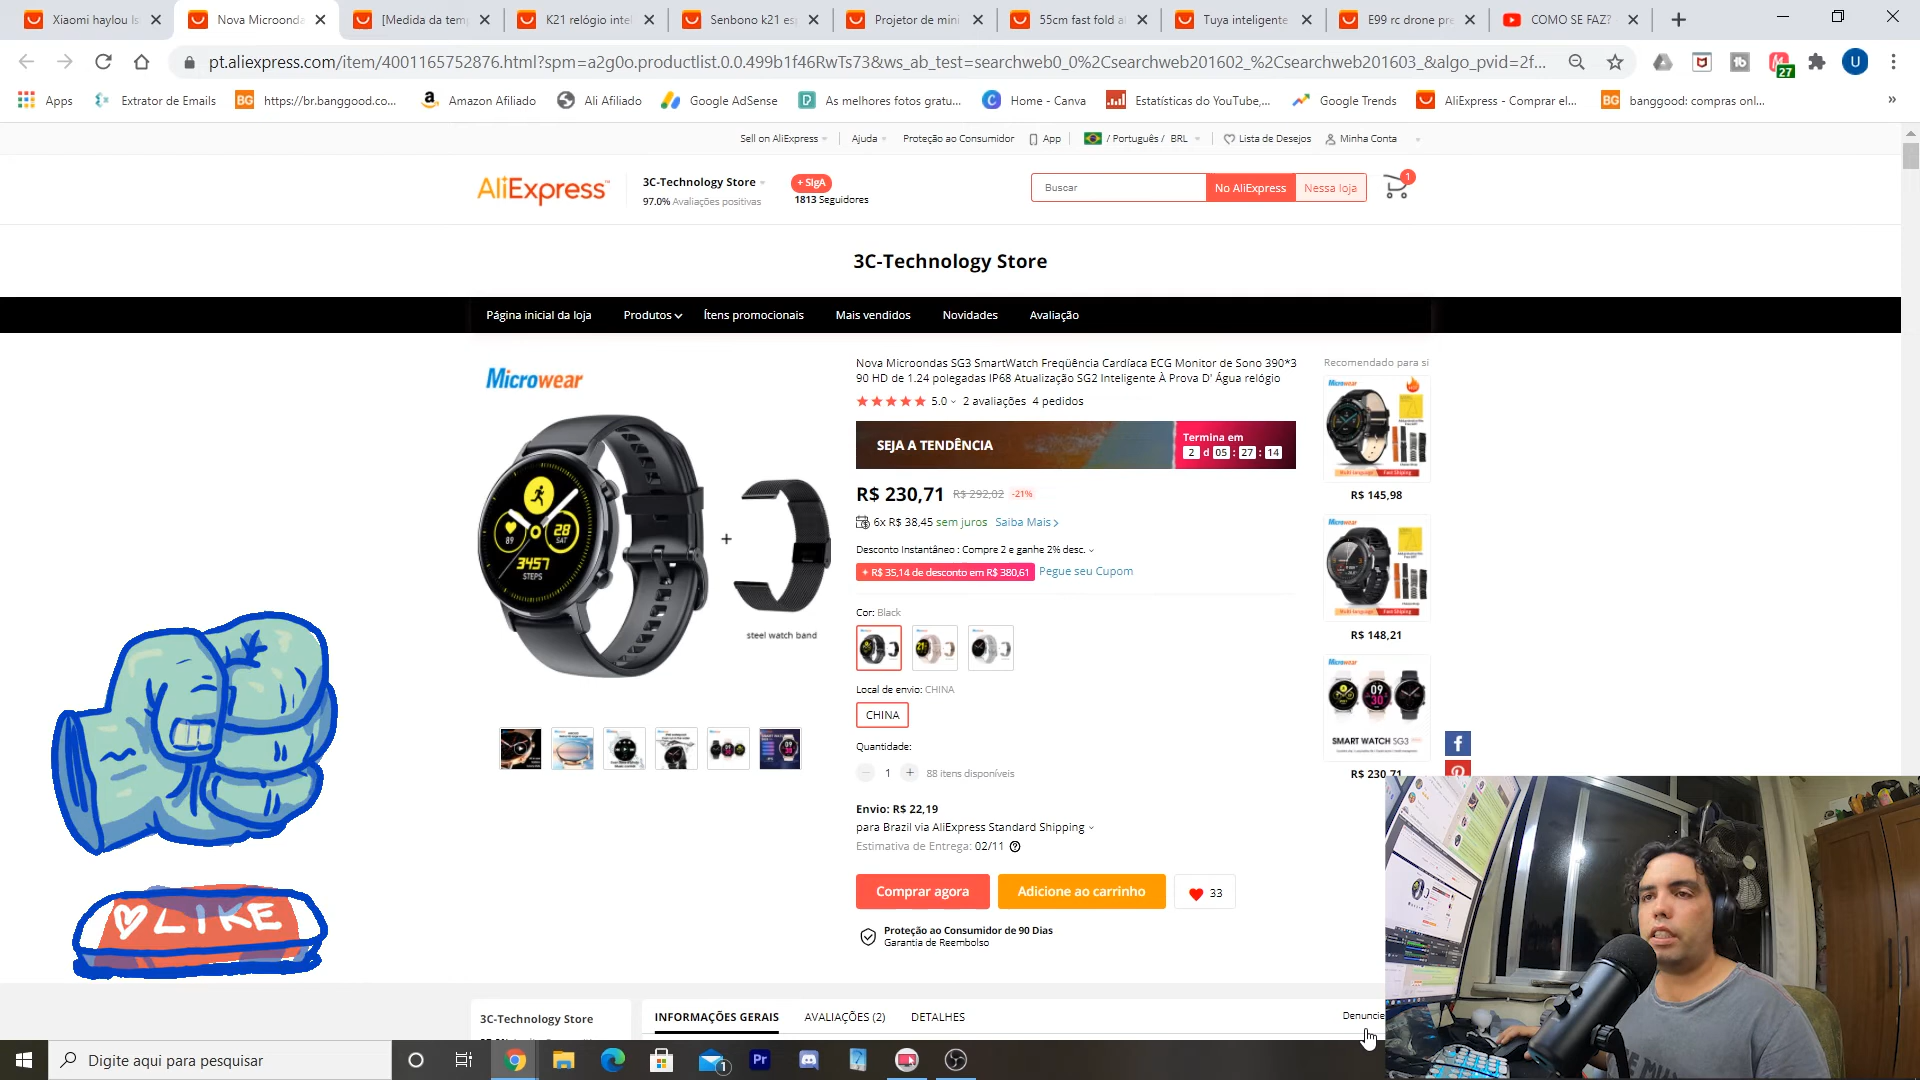 Xiaomi haylou ls
Nova Microonda
[Medida da tem
K21 relógio inte
Senbono k21 es
Projetor de mini
55cm fast fold a
Tuya inteligente
E99 rc drone pre
COMO SE FAZ?
pt.aliexpress.com/item/4001165752876.html?spm=a2g0o.productlist.0.0.499b1f46RwTs73&ws_ab_test=searchweb0_0%2Csearchweb201602_%2Csearchweb201603_&algo_pvid=2f...
27
U
Apps
Extrator de Emails
https://br.banggood.co...
Amazon Afiliado
Ali Afiliado
Google AdSense
As melhores fotos gratu...
Home - Canva
Estatísticas do YouTube,...
Google Trends
AliExpress - Comprar el...
banggood: compras onl...
Sell on AliExpress
Ajuda
Proteção ao Consumidor
App
/ Português / BRL
Lista de Desejos
Minha Conta
AliExpress
3C-Technology Store
97.0% Avaliações positivas
+ SIgA
1813 Seguidores
Buscar
No AliExpress
Nessa loja
1
3C-Technology Store
Página inicial da loja
Produtos
Ítens promocionais
Mais vendidos
Novidades
Avaliação
Microwear
89
28
SAT
3457
STEPS
+
steel watch band
Nova Microondas SG3 SmartWatch Freqüência Cardíaca ECG Monitor de Sono 390*3
90 HD de 1.24 polegadas IP68 Atualização SG2 Inteligente À Prova D' Água relógio
5.0 2 avaliações 4 pedidos
SEJA A TENDÊNCIA
Termina em
2 d 05 : 27 : 14
R$ 230,71 R$ 292,02 -21%
6x R$ 38,45 sem juros Saiba Mais
Desconto Instantâneo : Compre 2 e ganhe 2% desc.
+ R$ 35,14 de desconto em R$ 380,61 Pegue seu Cupom
Cor: Black
Local de envio: CHINA
CHINA
Quantidade:
1 + 88 itens disponíveis
Envio: R$ 22,19
para Brazil via AliExpress Standard Shipping
Estimativa de Entrega: 02/11
Comprar agora
Adicione ao carrinho
33
Proteção ao Consumidor de 90 Dias
Garantia de Reembolso
Recomendado para si
Microwear
R$ 145,98
Microwear
R$ 148,21
Microwear
SMART WATCH SG3
R$ 230,71
LIKE
3C-Technology Store
INFORMAÇÕES GERAIS
AVALIAÇÕES (2)
DETALHES
Denuncie
Digite aqui para pesquisar
1
Pr